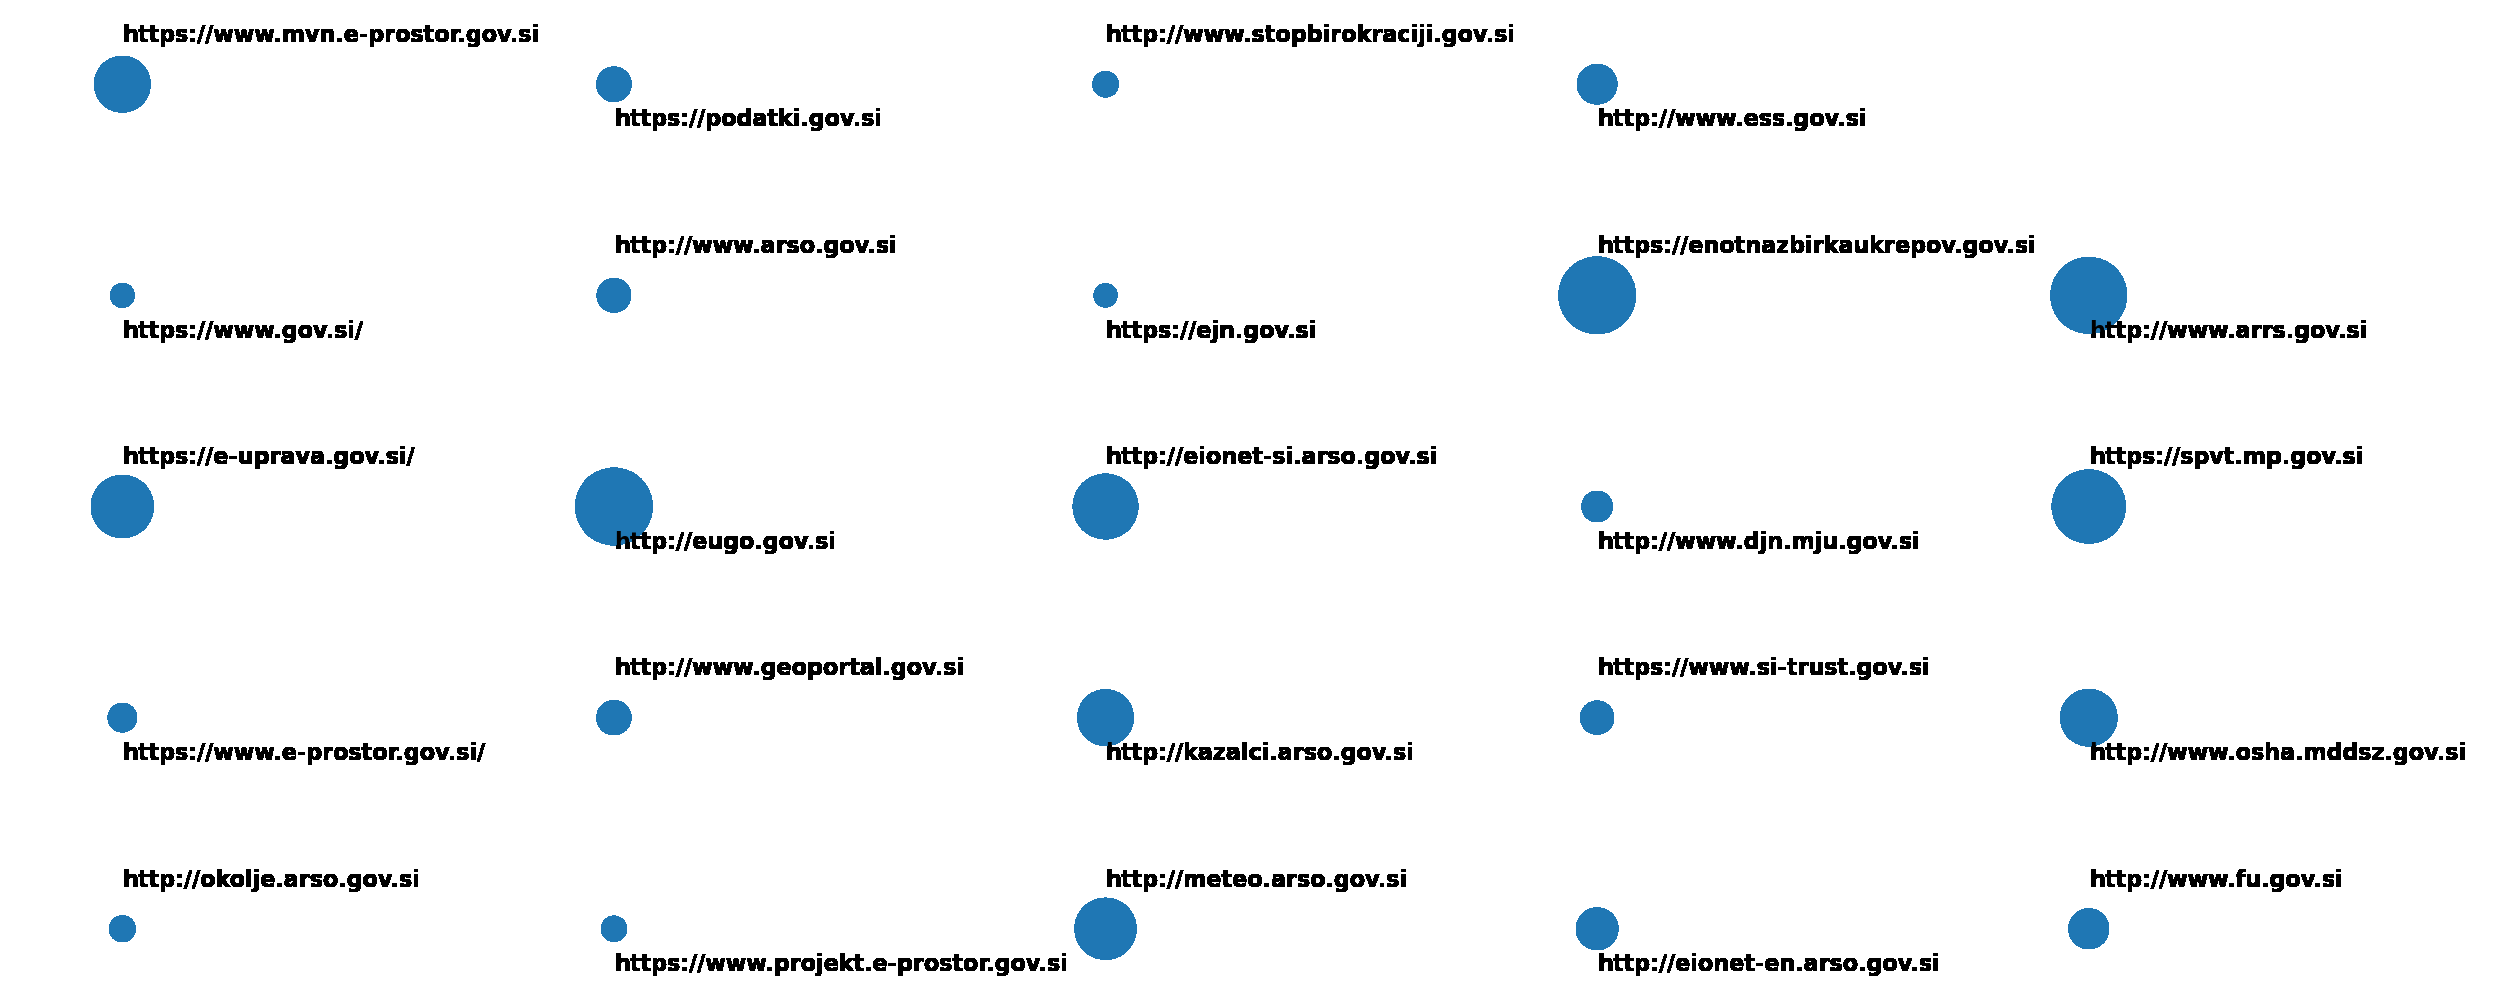 https://www.mvn.e-prostor.gov.si
http://www.stopbirokraciji.gov.si
https://podatki.gov.si
http://www.ess.gov.si
http://www.arso.gov.si
https://enotnazbirkaukrepov.gov.si
https://www.gov.si/
https://ejn.gov.si
http://www.arrs.gov.si
https://e-uprava.gov.si/
http://eionet-si.arso.gov.si
https://spvt.mp.gov.si
http://eugo.gov.si
http://www.djn.mju.gov.si
http://www.geoportal.gov.si
https://www.si-trust.gov.si
https://www.e-prostor.gov.si/
http://kazalci.arso.gov.si
http://www.osha.mddsz.gov.si
http://okolje.arso.gov.si
http://meteo.arso.gov.si
http://www.fu.gov.si
https://www.projekt.e-prostor.gov.si
http://eionet-en.arso.gov.si